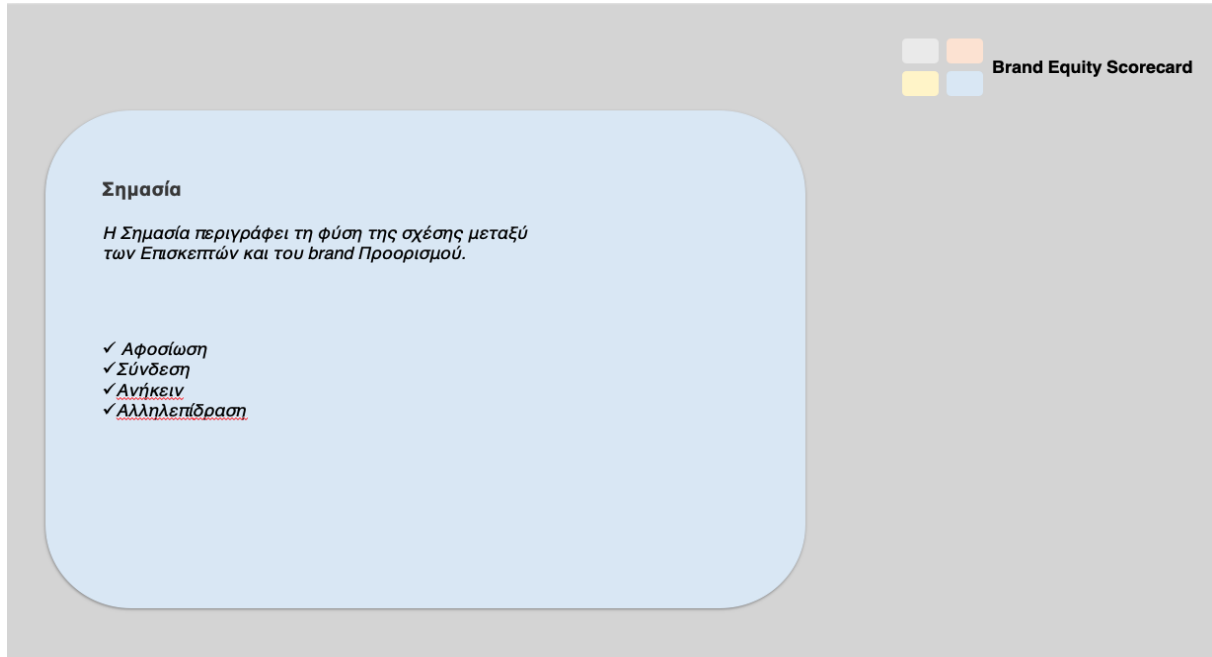 Brand Equity Scorecard
Σημασία
Η Σημασία περιγράφει τη φύση της σχέσης μεταξύ
των Επισκεπτών και του brand Προορισμού.
✓ Αφοσίωση
✓Σύνδεση
✓Ανήκειν
✓Αλληλεπίδραση